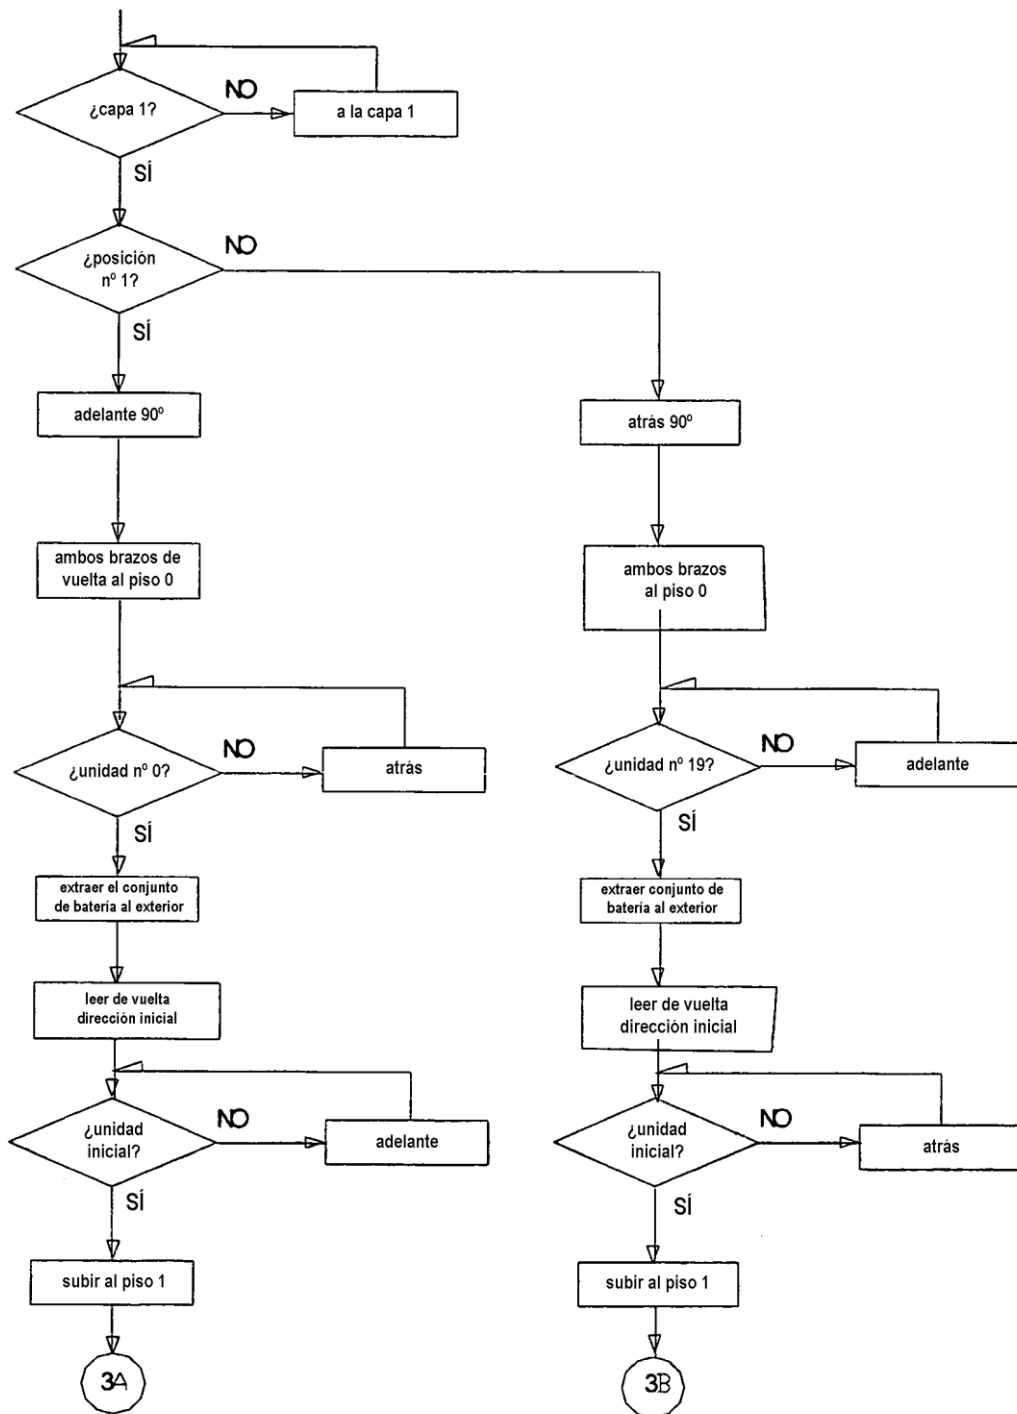 ¿capa 1?
NO
a la capa 1
SÍ
¿posición
nº 1?
NO
SÍ
adelante 90º
ambos brazos de
vuelta al piso 0
¿unidad nº 0?
NO
atrás
SÍ
extraer el conjunto
de batería al exterior
leer de vuelta
dirección inicial
¿unidad
inicial?
NO
adelante
SÍ
subir al piso 1
3A
atrás 90º
ambos brazos
al piso 0
¿unidad nº 19?
NO
adelante
SÍ
extraer conjunto de
batería al exterior
leer de vuelta
dirección inicial
¿unidad
inicial?
NO
atrás
SÍ
subir al piso 1
3B